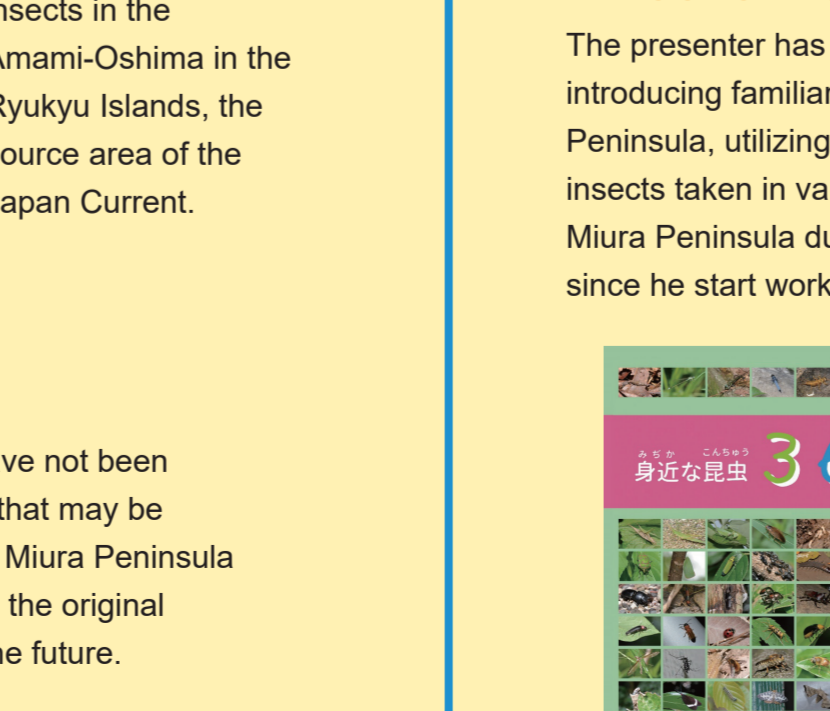 nsects in the
Amami-Oshima in the
Ryukyu Islands, the
ource area of the
apan Current.
ve not been
that may be
Miura Peninsula
the original
e future.
The presenter has
introducing familiar
Peninsula, utilizing
insects taken in va
Miura Peninsula du
since he start work
みぢか こんちゅう
身近な昆虫 3